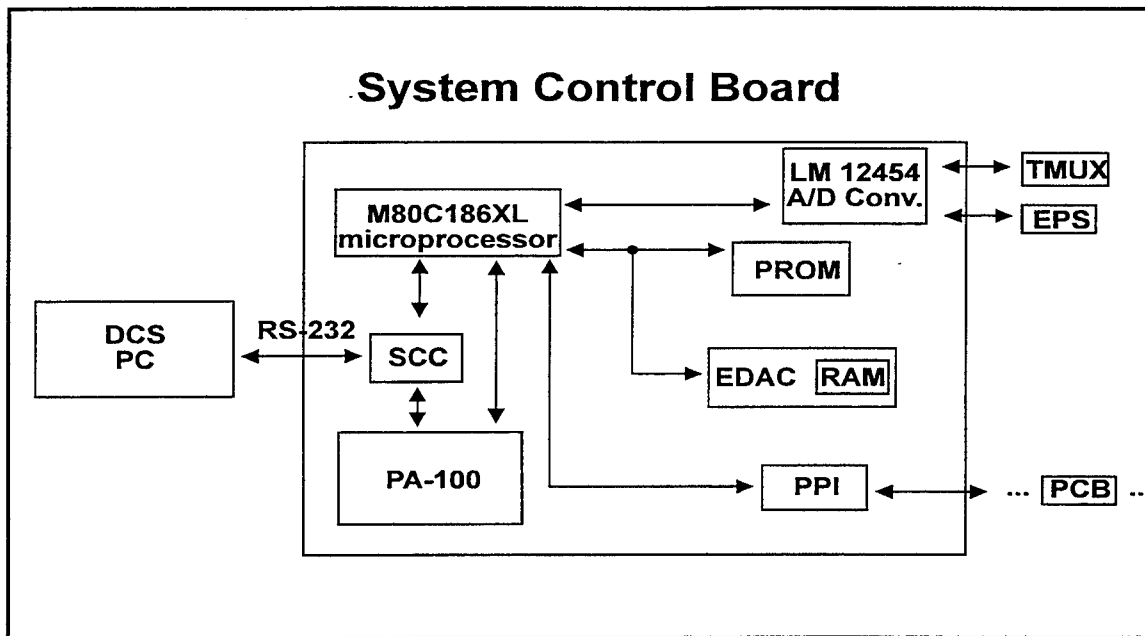 System Control Board
LM 12454
A/D Conv.
TMUX
EPS
M80C186XL
microprocessor
PROM
DCS
PC
RS-232
SCC
EDAC RAM
PA-100
PPI
... PCB ...